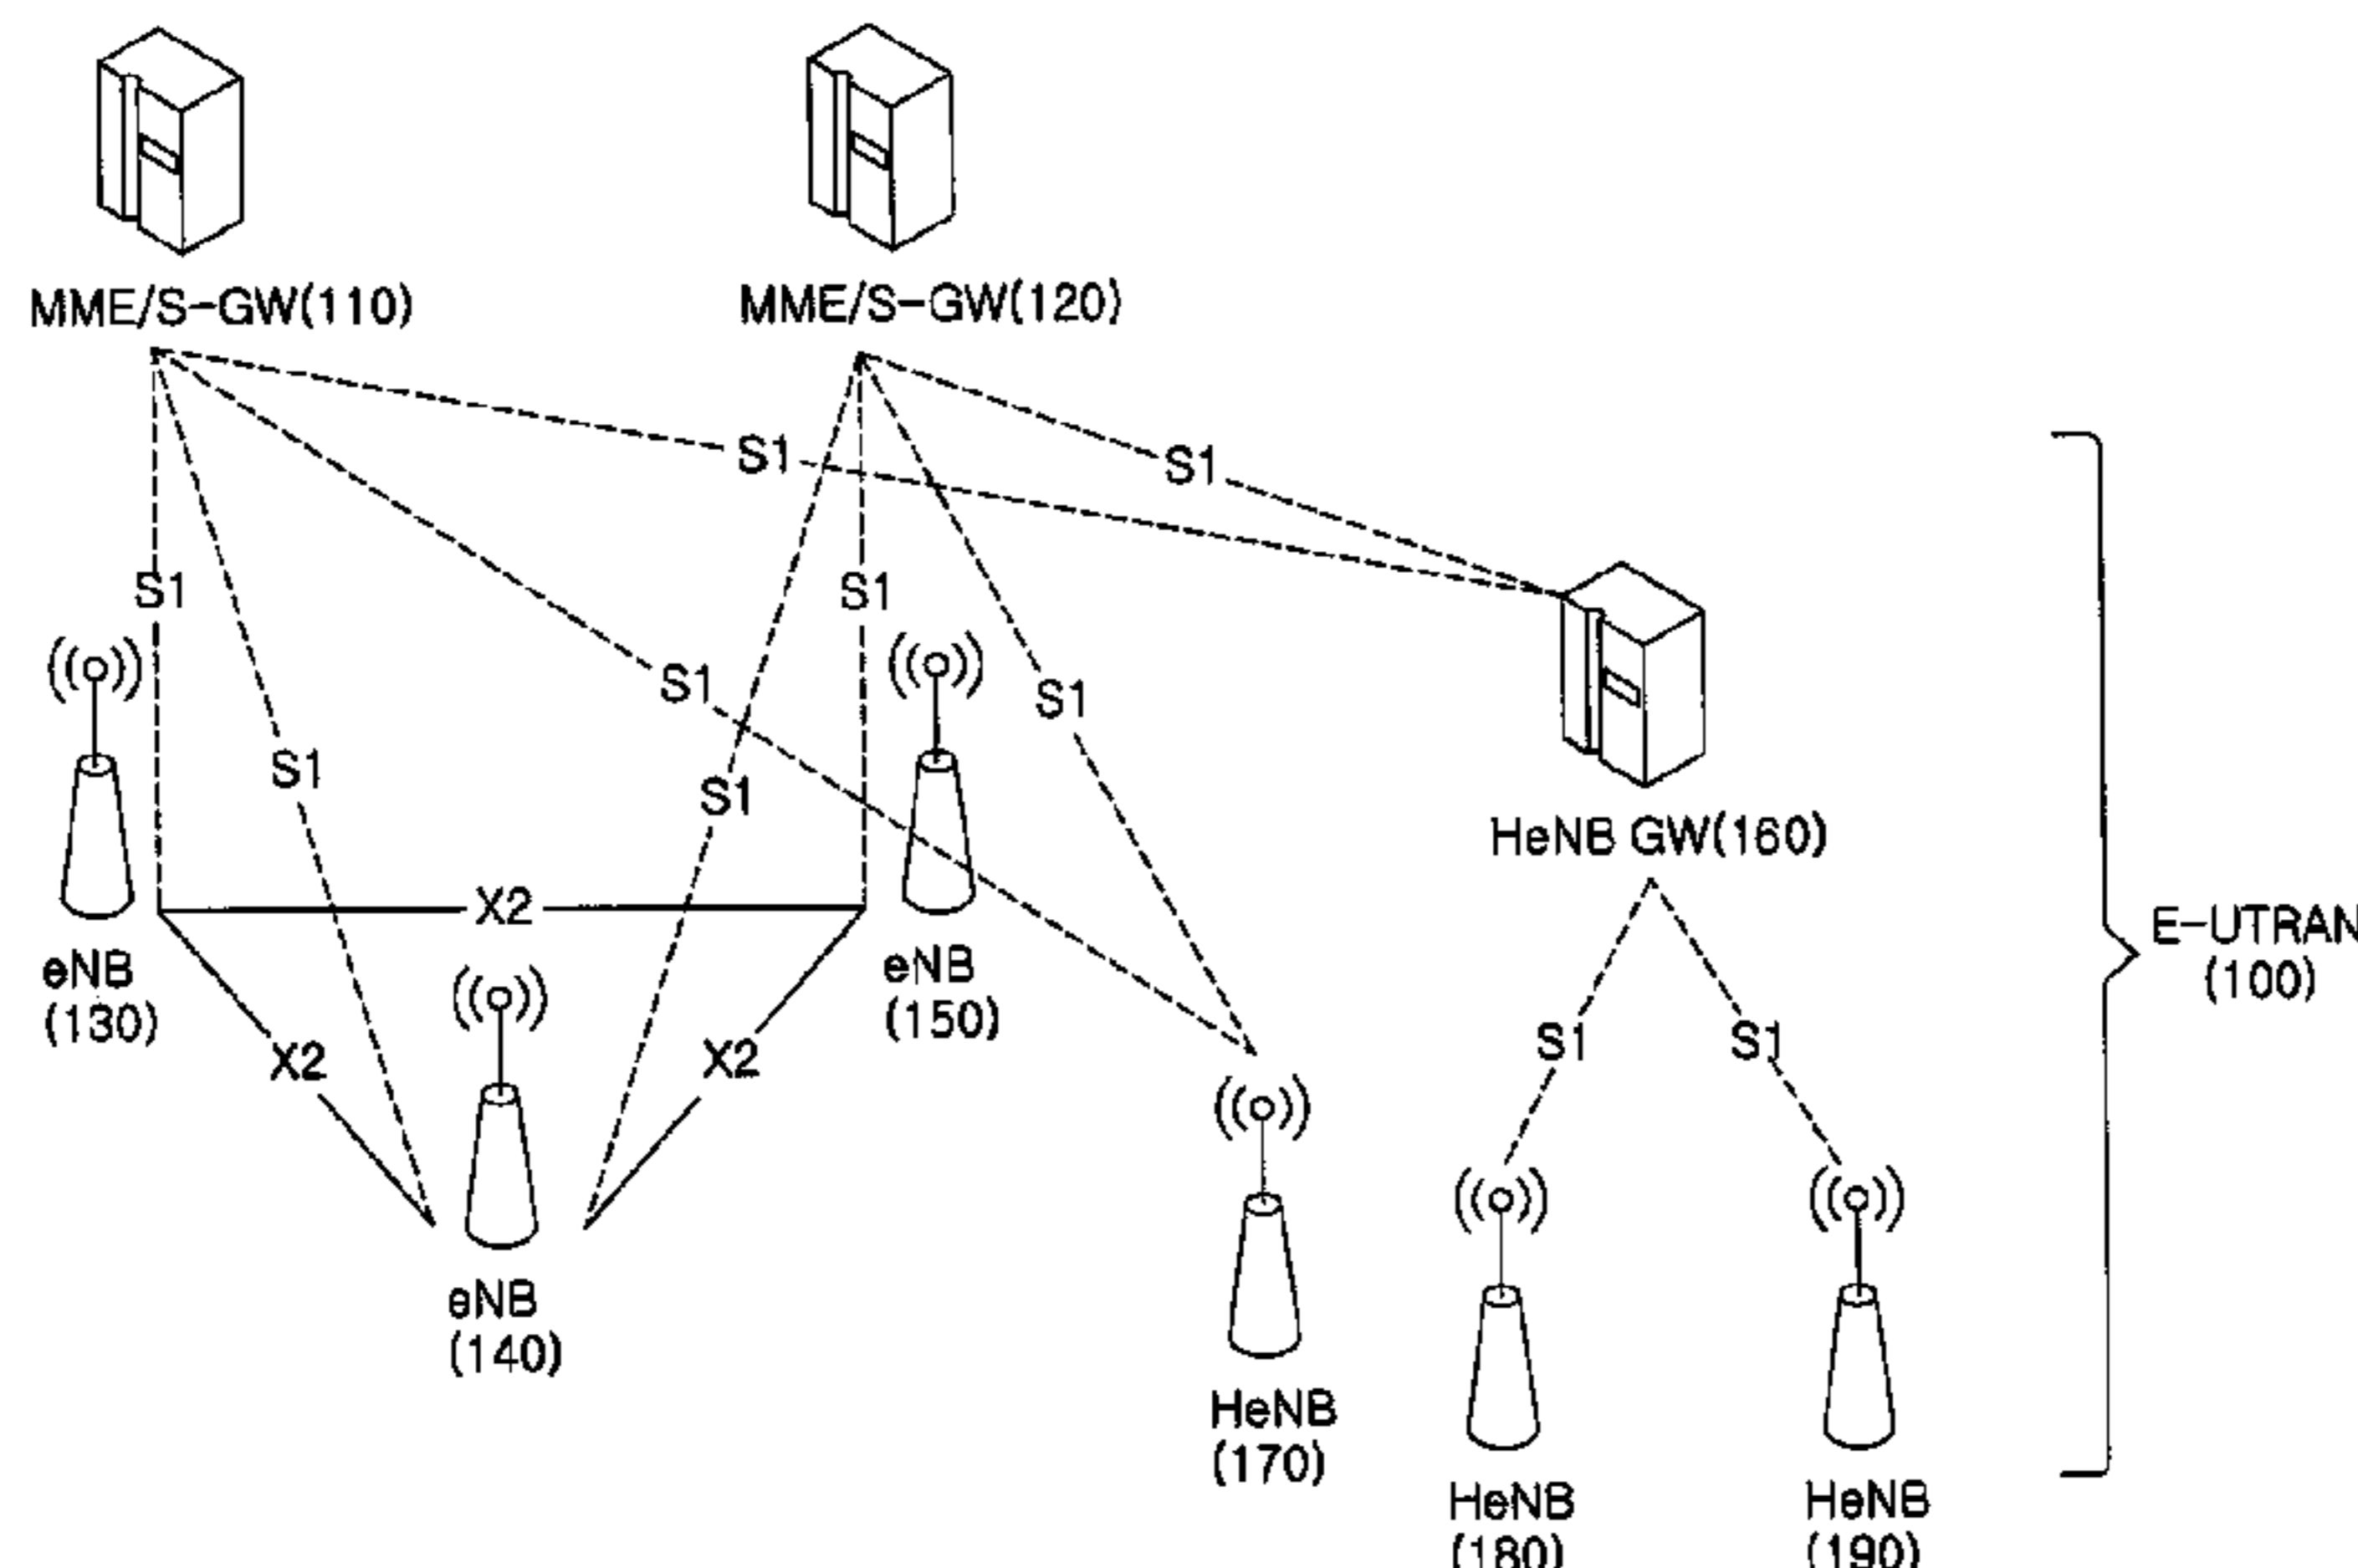 MME/S-GW(110)
MME/S-GW(120)
S1
S1
S1
S1
S1
S1
S1
S1
HeNB GW(160)
X2
E-UTRAN
(100)
eNB
(130)
eNB
(150)
X2
X2
S1
S1
eNB
(140)
HeNB
(170)
HeNB
(180)
HeNB
(190)